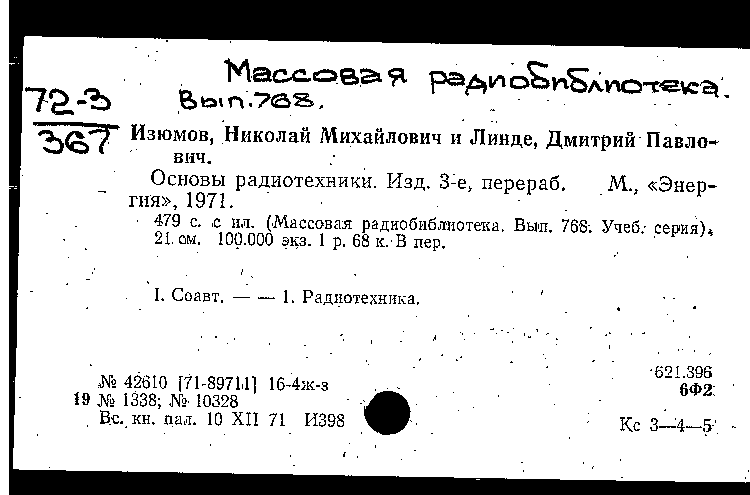 Массовая радиобиблиотека.
Вып. 768.
72-3
367
Изюмов, Николай Михайлович и Линде, Дмитрий Павло-
вич.
Основы радиотехники. Изд. 3-е, перераб. М., «Энер-
гия», 1971.
479 с. с ил. (Массовая радиобиблиотека. Вып. 768. Учеб. серия).
21 см. 100.000 экз. 1 р. 68 к. В пер.
I. Соавт. — — 1. Радиотехника.
621.396
№ 42610 [71-89711] 16-4ж-з
6Ф2
19 № 1338; № 10328
Вс. кн. пал. 10 XII 71 И398
Кс 3—4—5